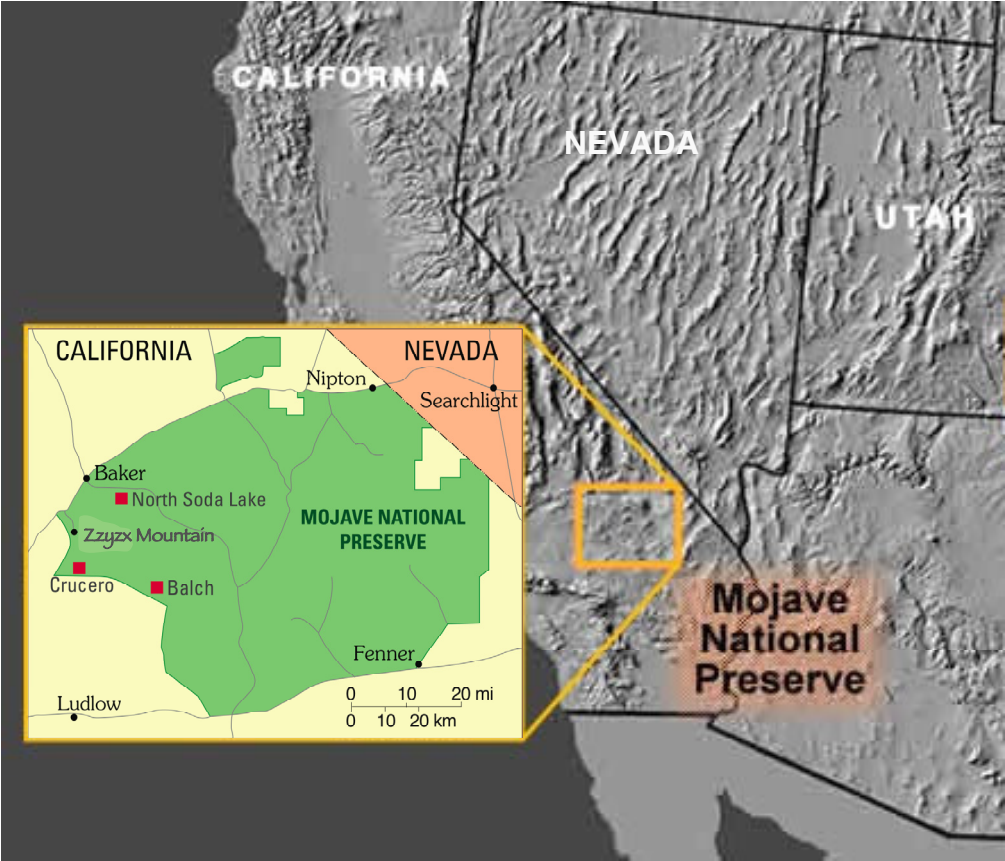 CALIFORNIA
NEVADA
UTAH
CALIFORNIA
NEVADA
Nipton
Searchlight
Baker
North Soda Lake
MOJAVE NATIONAL
PRESERVE
Zzyzx Mountain
Crucero
Balch
Fenner
Ludlow
0 10 20 mi
0 10 20 km
Mojave
National
Preserve